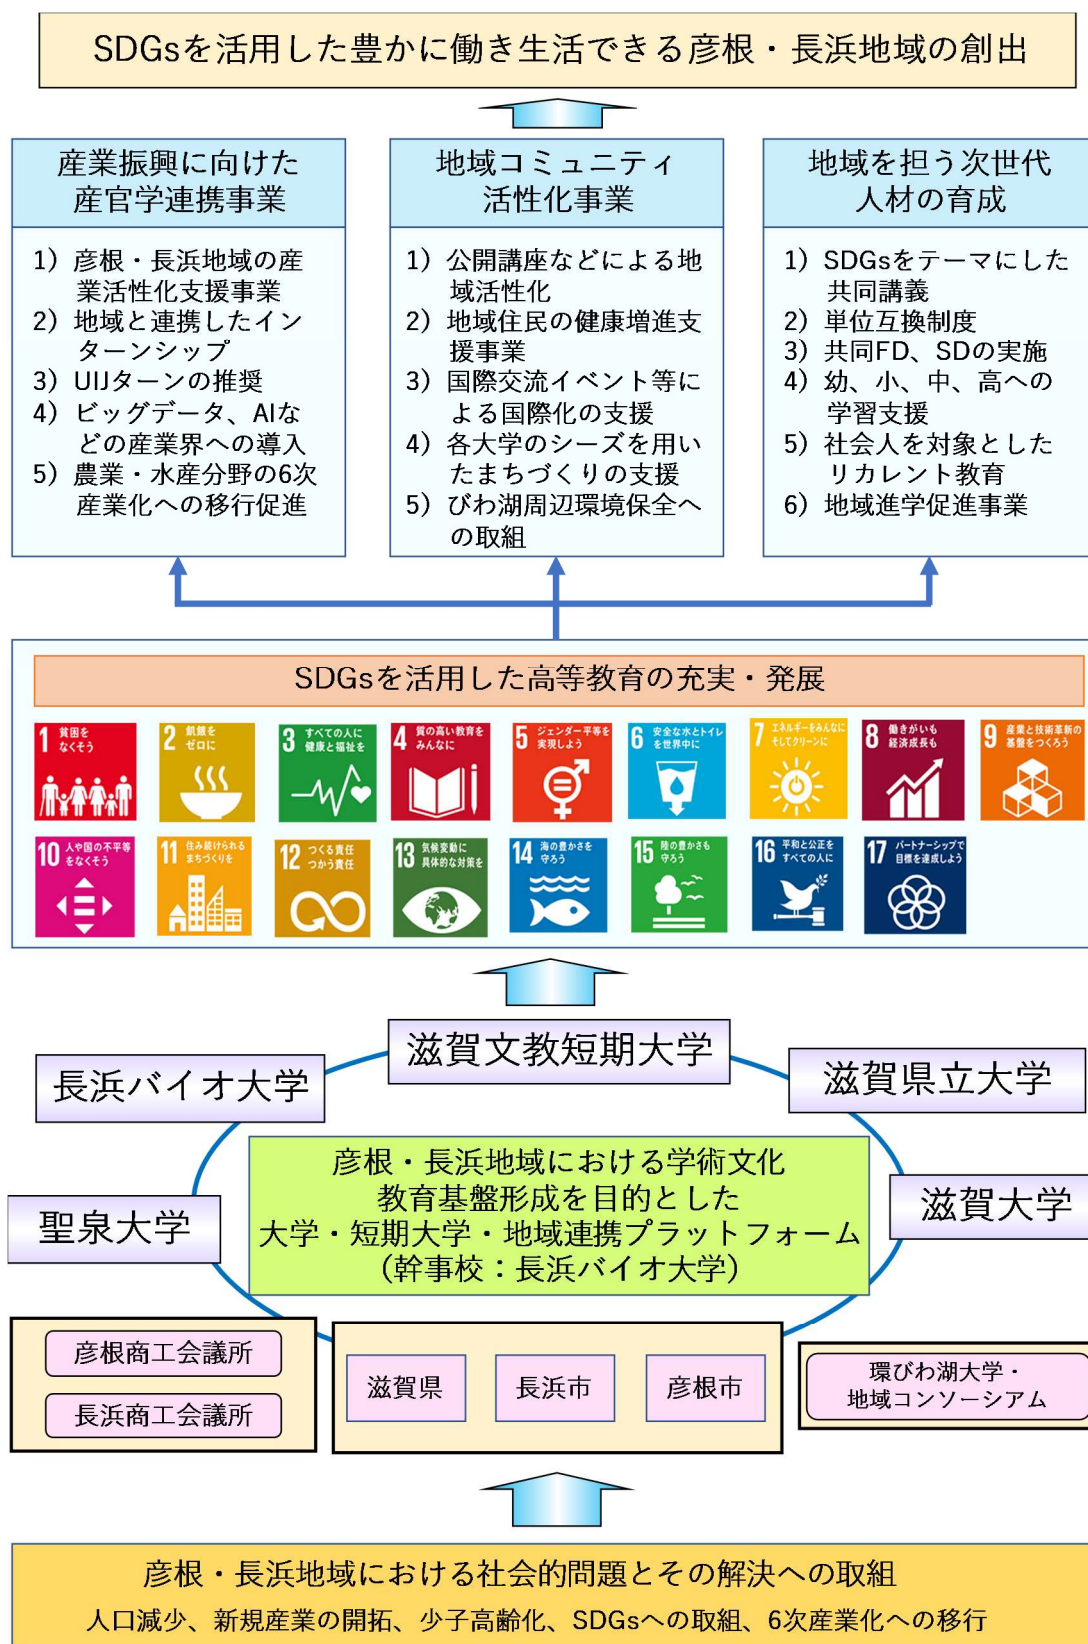 SDGsを活用した豊かに働き生活できる彦根・長浜地域の創出
産業振興に向けた
産官学連携事業
1）彦根・長浜地域の産
業活性化支援事業
2）地域と連携したイン
ターンシップ
3）UIJターンの推奨
4）ビッグデータ、AIな
どの産業界への導入
5）農業・水産分野の6次
産業化への移行促進
地域コミュニティ
活性化事業
1）公開講座などによる地
域活性化
2）地域住民の健康増進支
援事業
3）国際交流イベント等
による国際化の支援
4）各大学のシーズを用い
たまちづくりの支援
5）びわ湖周辺環境保全へ
の取組
地域を担う次世代
人材の育成
1）SDGsをテーマにした
共同講義
2）単位互換制度
3）共同FD、SDの実施
4）幼、小、中、高への
学習支援
5）社会人を対象とした
リカレント教育
6）地域進学促進事業
SDGsを活用した高等教育の充実・発展
1 貧困を
なくそう
2 飢餓を
ゼロに
3 すべての人に
健康と福祉を
4 質の高い教育を
みんなに
5 ジェンダー平等を
実現しよう
6 安全な水とトイレ
を世界中に
7 エネルギーをみんなに
そしてクリーンに
8 働きがいも
経済成長も
9 産業と技術革新の
基盤をつくろう
10 人や国の不平等
をなくそう
11 住み続けられる
まちづくりを
12 つくる責任
つかう責任
13 気候変動に
具体的な対策を
14 海の豊かさを
守ろう
15 陸の豊かさも
守ろう
16 平和と公正を
すべての人に
17 パートナーシップで
目標を達成しよう
滋賀文教短期大学
長浜バイオ大学
滋賀県立大学
聖泉大学
滋賀大学
彦根・長浜地域における学術文化
教育基盤形成を目的とした
大学・短期大学・地域連携プラットフォーム
（幹事校：長浜バイオ大学）
彦根商工会議所
長浜商工会議所
滋賀県
長浜市
彦根市
環びわ湖大学・
地域コンソーシアム
彦根・長浜地域における社会的問題とその解決への取組
人口減少、新規産業の開拓、少子高齢化、SDGsへの取組、6次産業化への移行